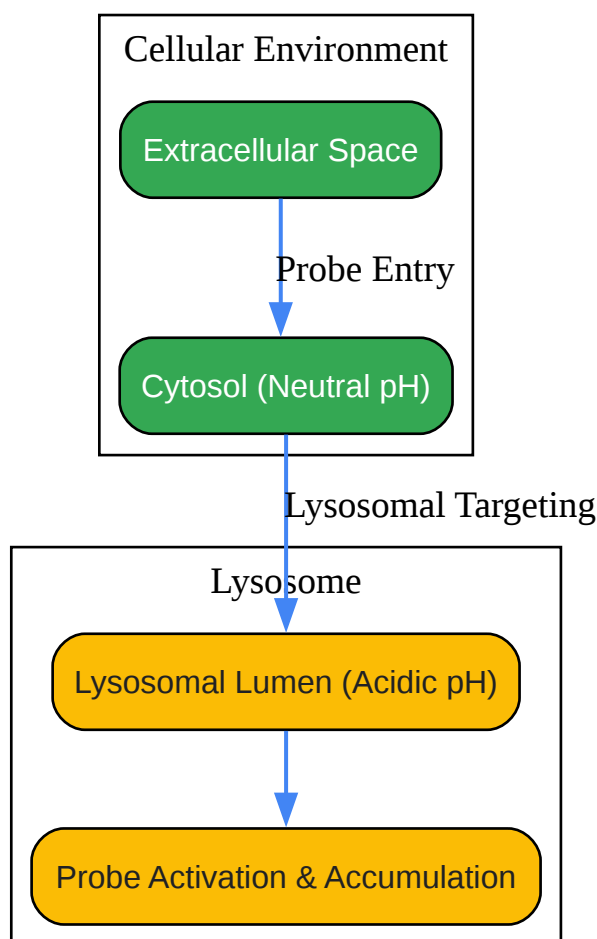 Cellular Environment
Extracellular Space
Probe Entry
Cytosol (Neutral pH)
Lysosomal Targeting
Lysosome
Lysosomal Lumen (Acidic pH)
Probe Activation & Accumulation